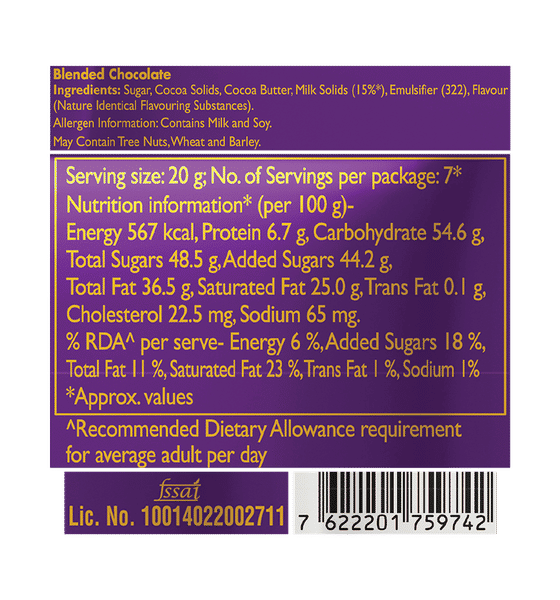 Blended Chocolate
Ingredients: Sugar, Cocoa Solids, Cocoa Butter, Milk Solids (15%*), Emulsifier (322), Flavour
(Nature Identical Flavouring Substances).
Allergen Information: Contains Milk and Soy.
May Contain Tree Nuts, Wheat and Barley.
Serving size: 20 g; No. of Servings per package: 7*
Nutrition information* (per 100 g)-
Energy 567 kcal, Protein 6.7 g, Carbohydrate 54.6 g,
Total Sugars 48.5 g, Added Sugars 44.2 g,
Total Fat 36.5 g, Saturated Fat 25.0 g, Trans Fat 0.1 g,
Cholesterol 22.5 mg, Sodium 65 mg.
% RDA^ per serve- Energy 6 %, Added Sugars 18 %,
Total Fat 11 %, Saturated Fat 23 %, Trans Fat 1 %, Sodium 1%
*Approx. values
^Recommended Dietary Allowance requirement
for average adult per day
fssai
Lic. No. 10014022002711
7 622201 759742